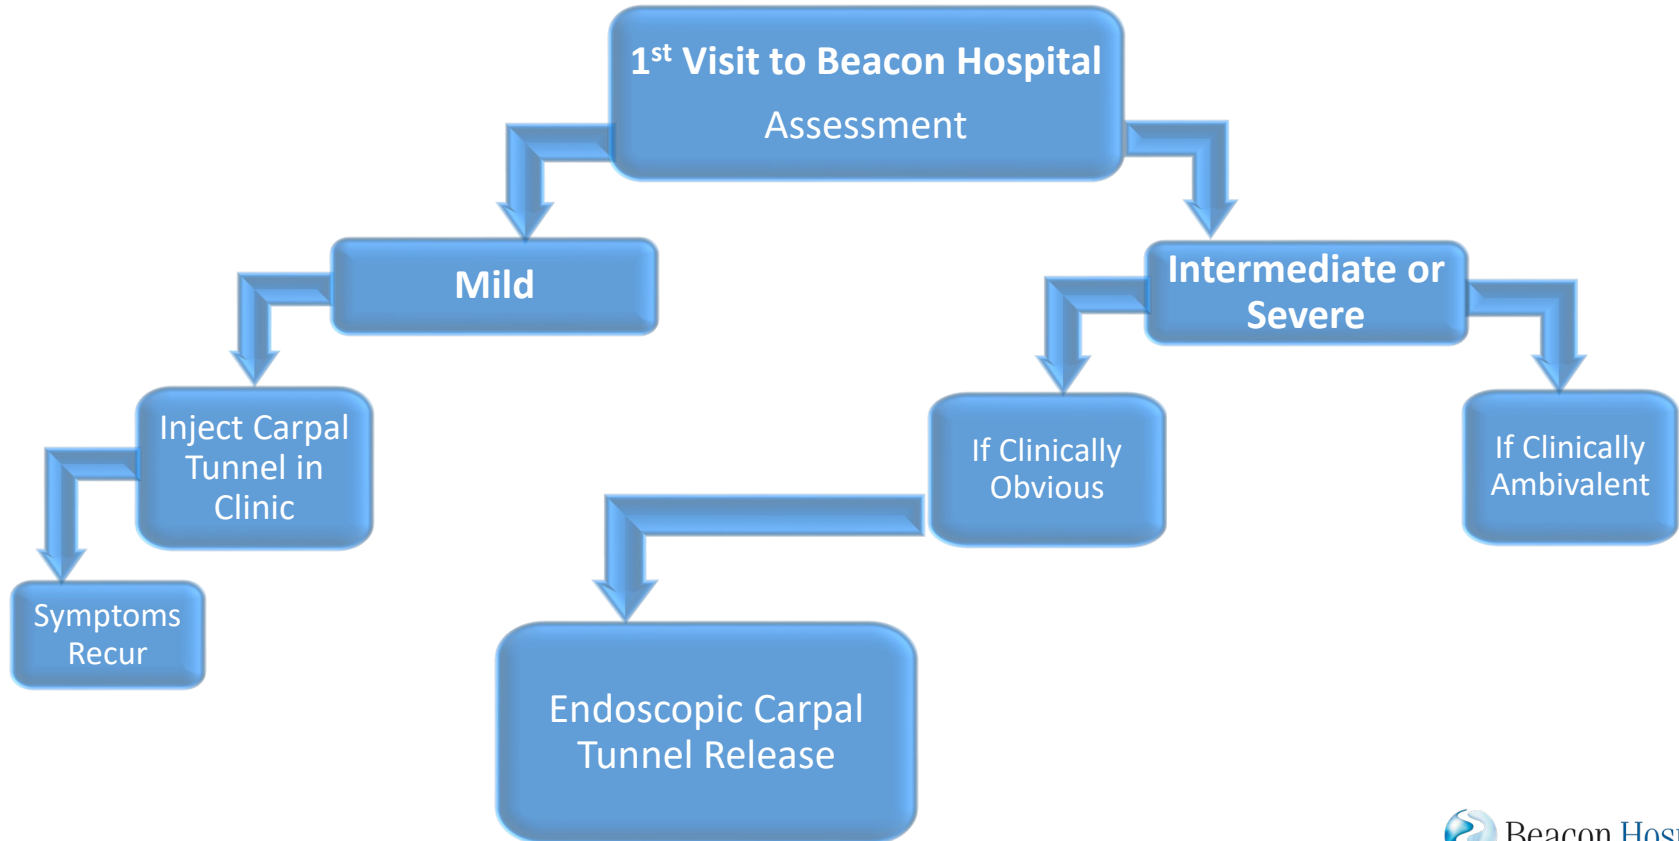 1st Visit to Beacon Hospital
Assessment
Mild
Intermediate or
Severe
Inject Carpal
Tunnel in
Clinic
If Clinically
Obvious
If Clinically
Ambivalent
Symptoms
Recur
Endoscopic Carpal
Tunnel Release
Beacon Hosp